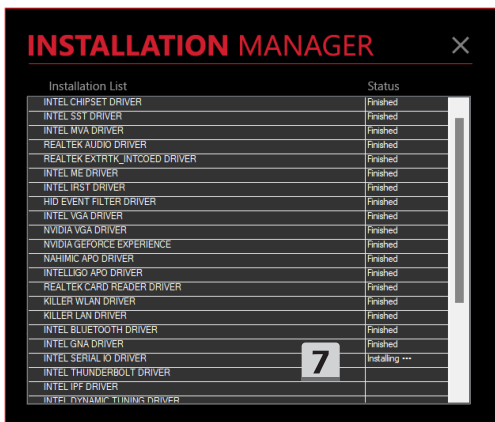 INSTALLATION MANAGER
Installation List Status
INTEL CHIPSET DRIVER Finished
INTEL SST DRIVER Finished
INTEL MVA DRIVER Finished
REALTEK AUDIO DRIVER Finished
REALTEK EXTRTK_INTCOED DRIVER Finished
INTEL ME DRIVER Finished
INTEL IRST DRIVER Finished
HID EVENT FILTER DRIVER Finished
INTEL VGA DRIVER Finished
NVIDIA VGA DRIVER Finished
NVIDIA GEFORCE EXPERIENCE Finished
NAHIMIC APO DRIVER Finished
INTELLIGO APO DRIVER Finished
REALTEK CARD READER DRIVER Finished
KILLER WLAN DRIVER Finished
KILLER LAN DRIVER Finished
INTEL BLUETOOTH DRIVER Finished
INTEL GNA DRIVER Finished
INTEL SERIAL IO DRIVER Installing ---
7
INTEL THUNDERBOLT DRIVER
INTEL IPF DRIVER
INTEL DYNAMIC TUNING DRIVER